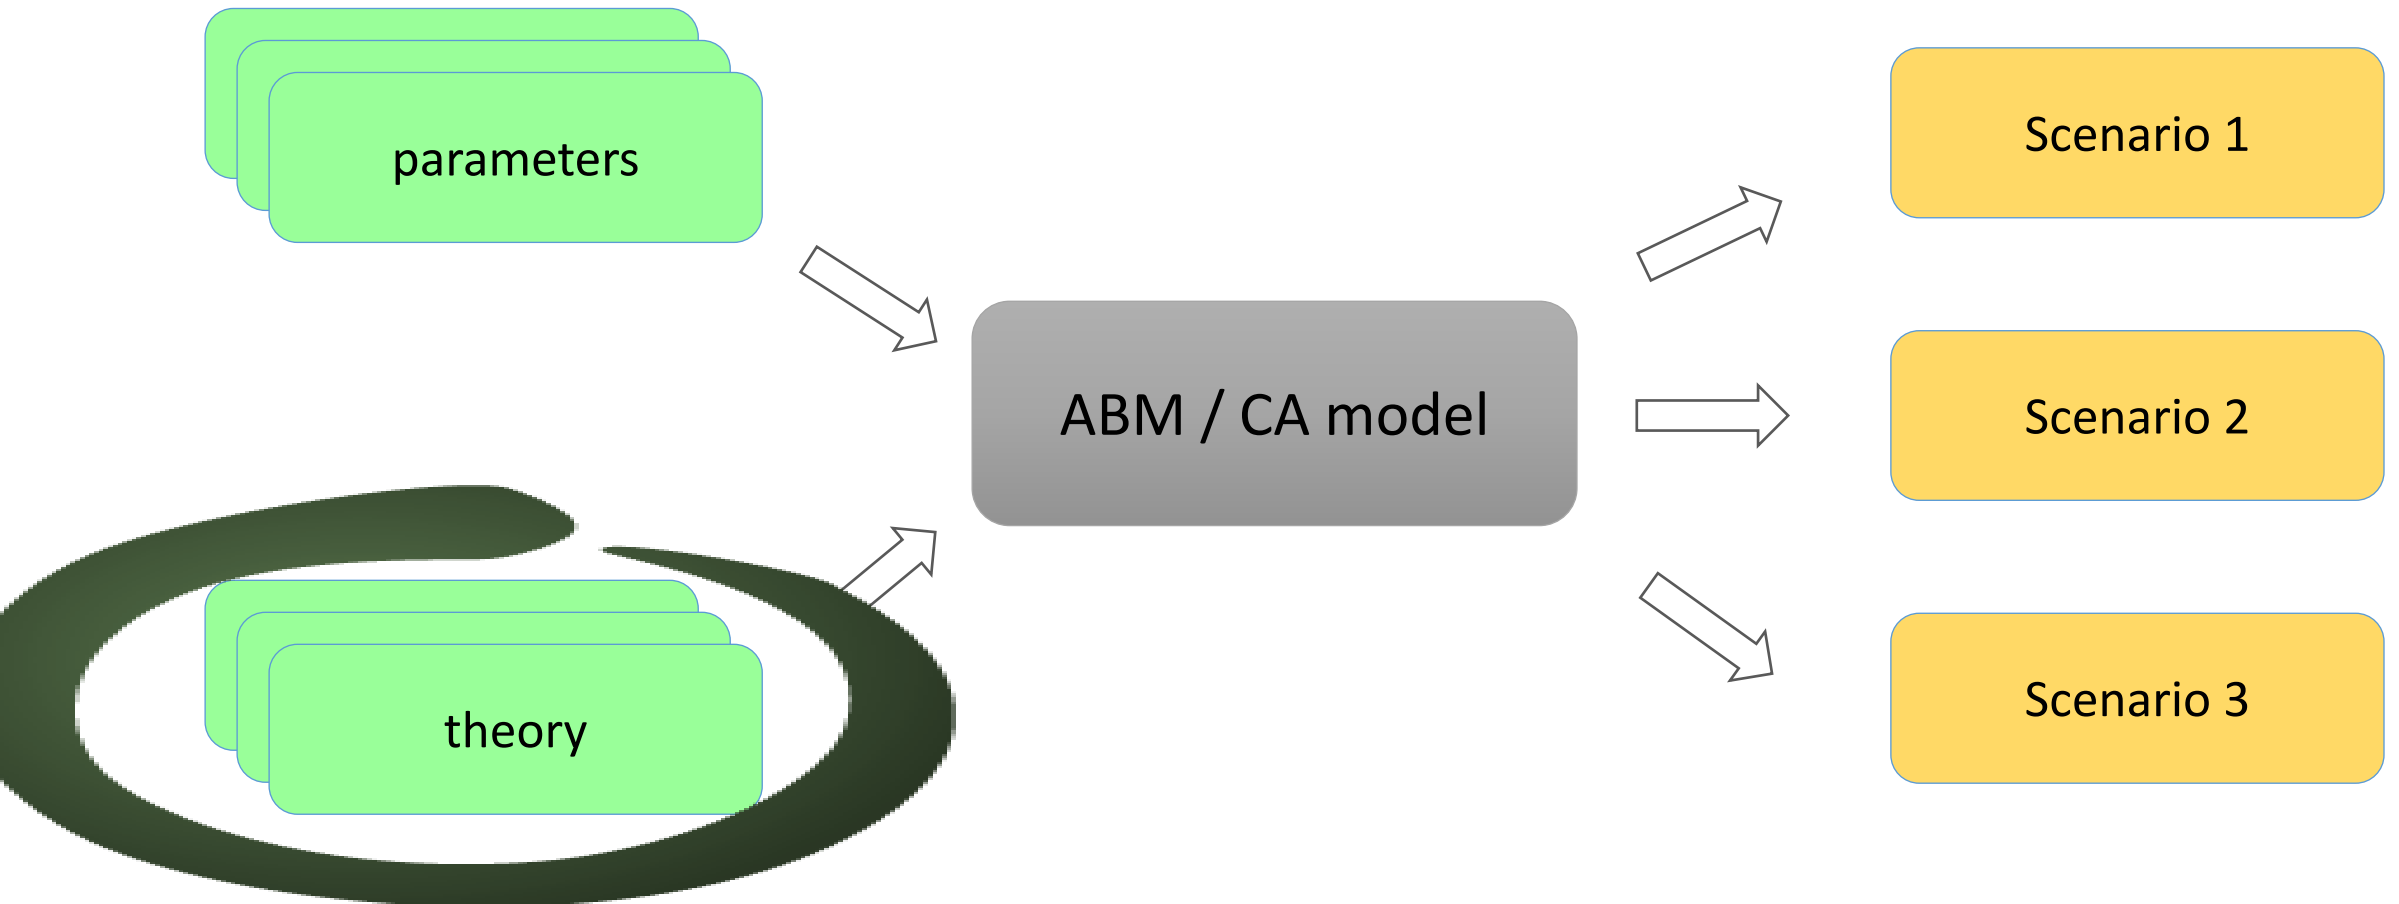 parameters
theory
ABM / CA model
Scenario 1
Scenario 2
Scenario 3